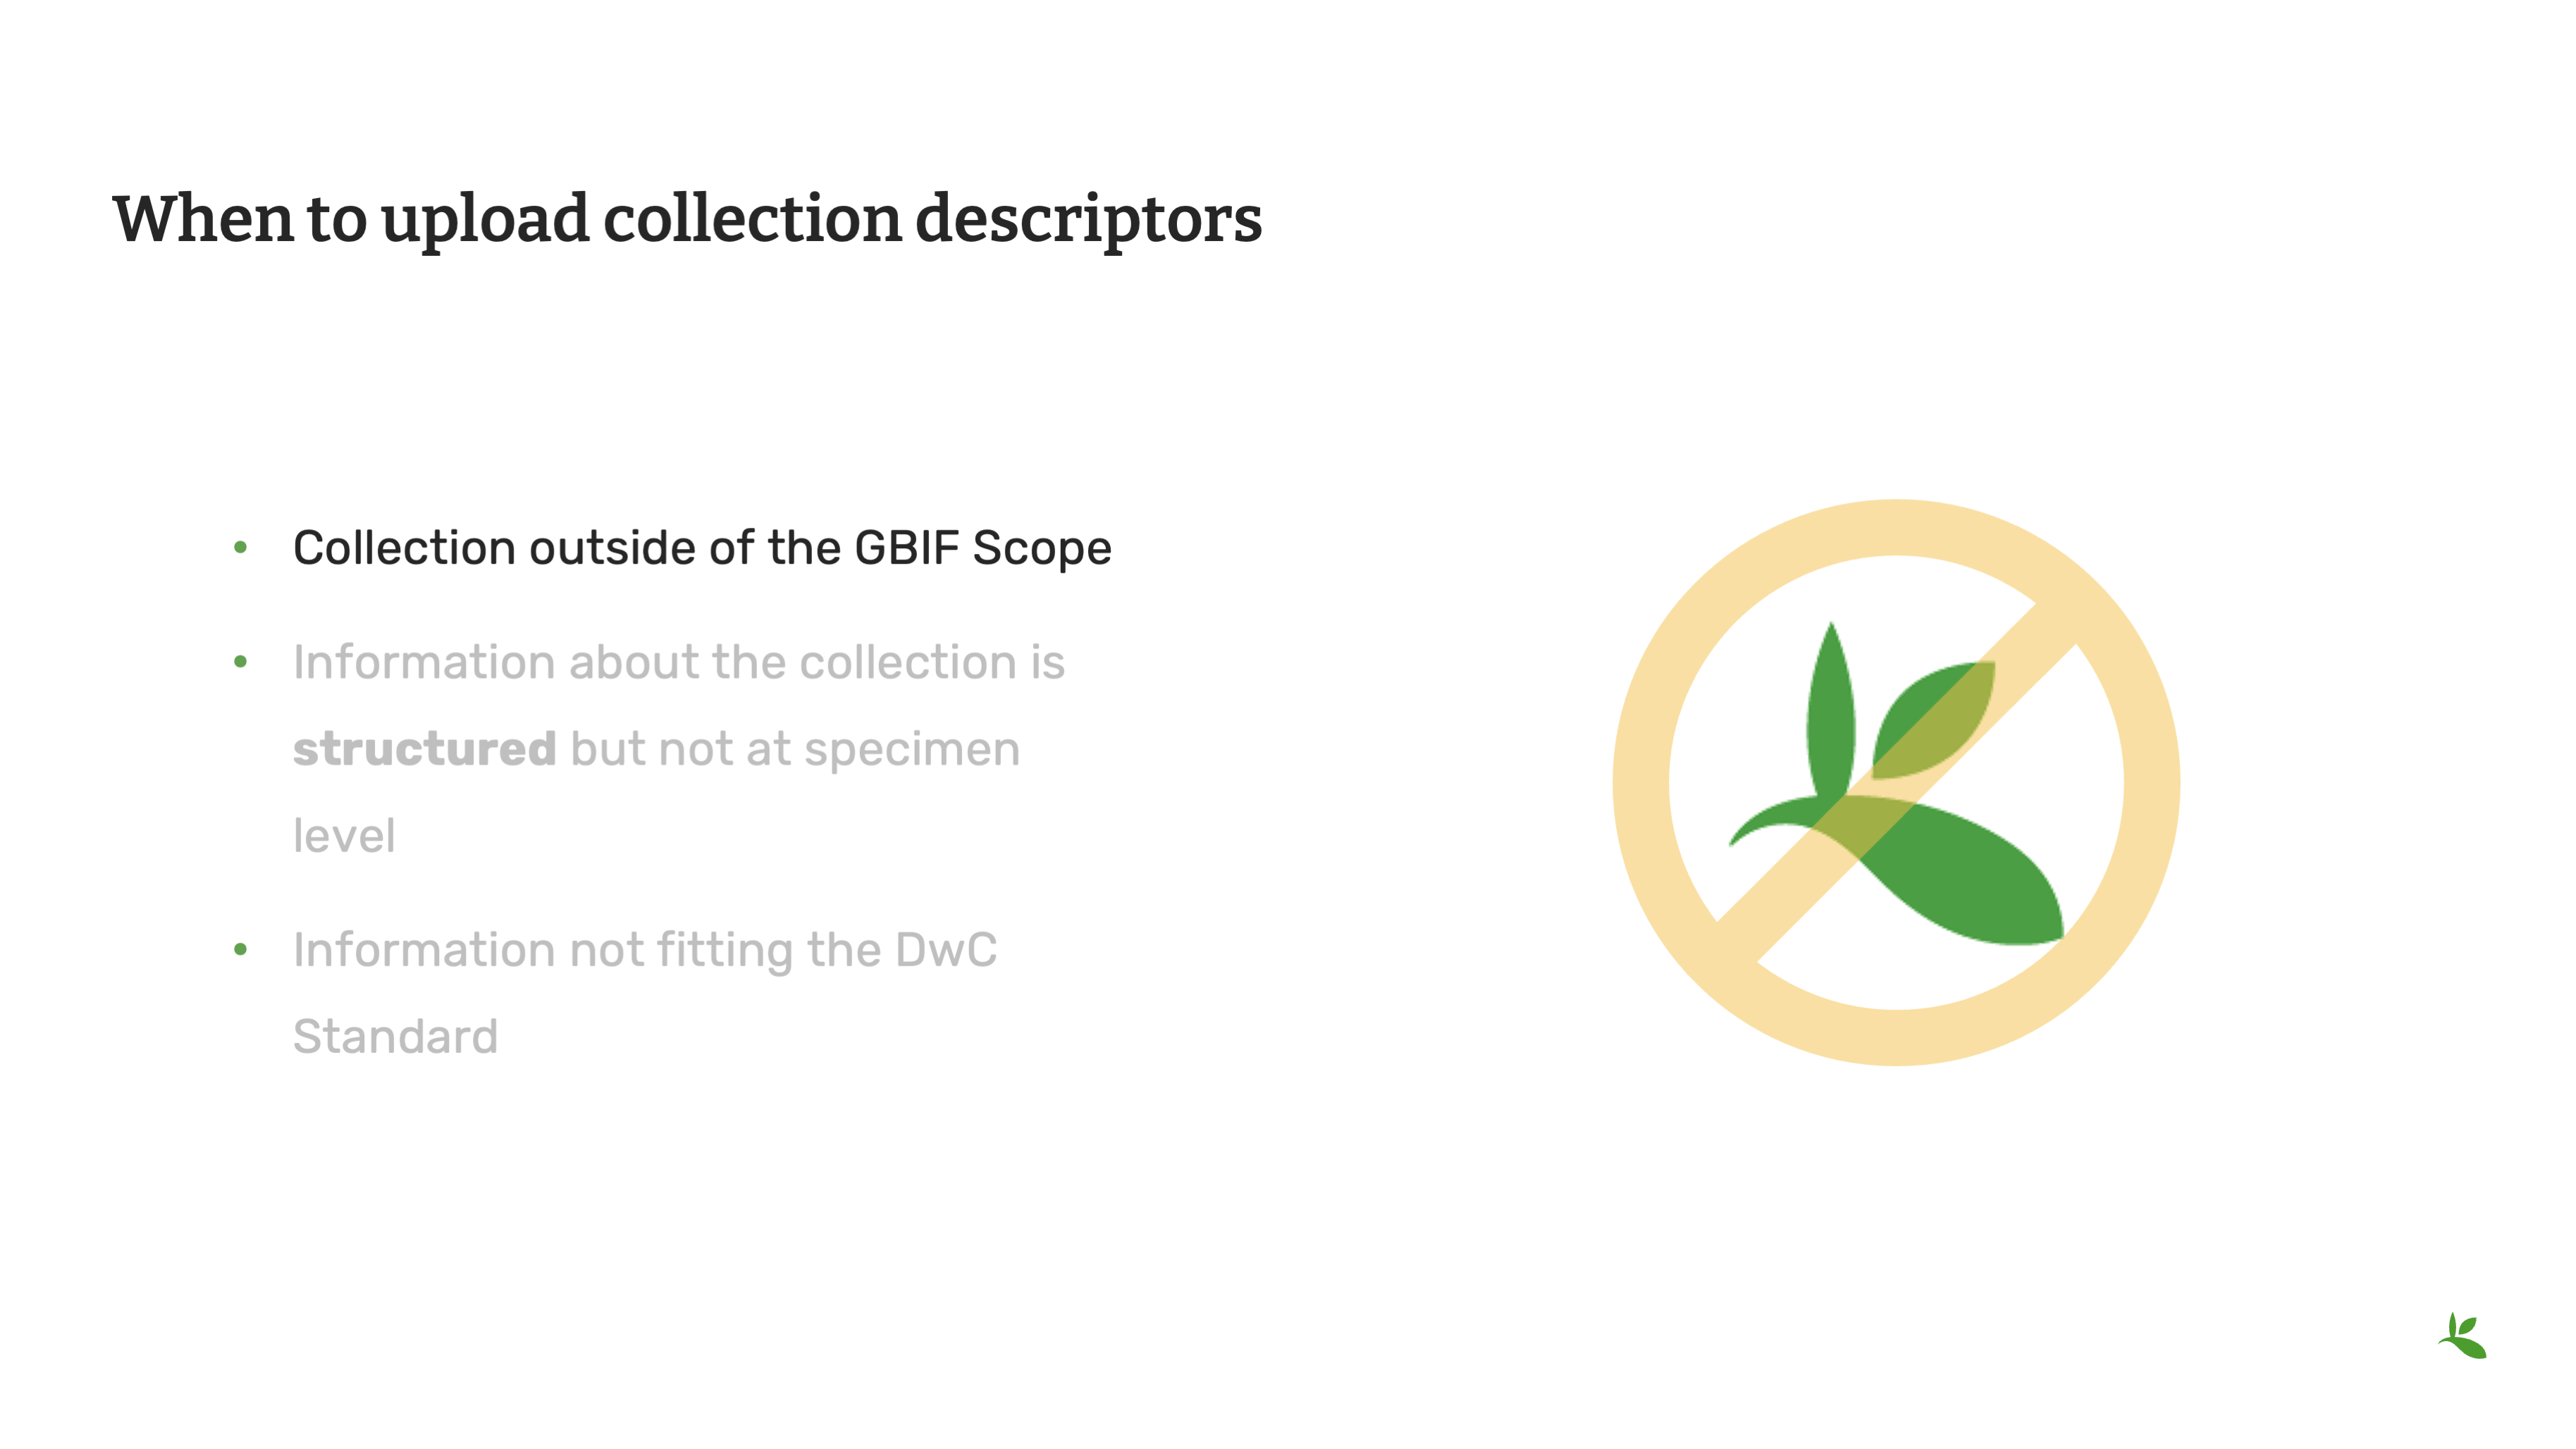 When to upload collection descriptors
• Collection outside of the GBIF Scope
• Information about the collection is
structured but not at specimen
level
• Information not fitting the DwC
Standard